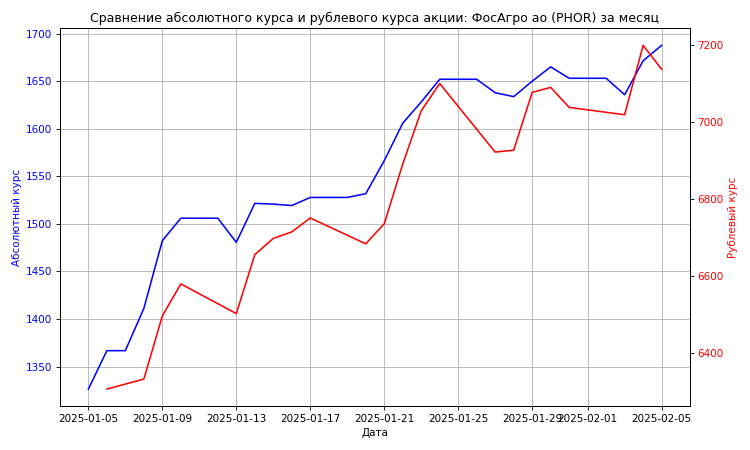 Сравнение абсолютного курса и рублевого курса акции: ФосАгро ао (PHOR) за месяц
1700
1650
1600
1550
1500
1450
1400
1350
Абсолютный курс
7200
7000
6800
6600
6400
Рублевый курс
2025-01-05 2025-01-09 2025-01-13 2025-01-17 2025-01-21 2025-01-25 2025-01-29 2025-02-01 2025-02-05
Дата